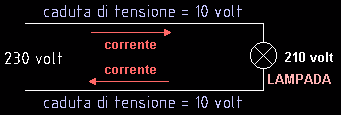 caduta di tensione = 10 volt
corrente
230 volt
210 volt
corrente
LAMPADA
caduta di tensione = 10 volt